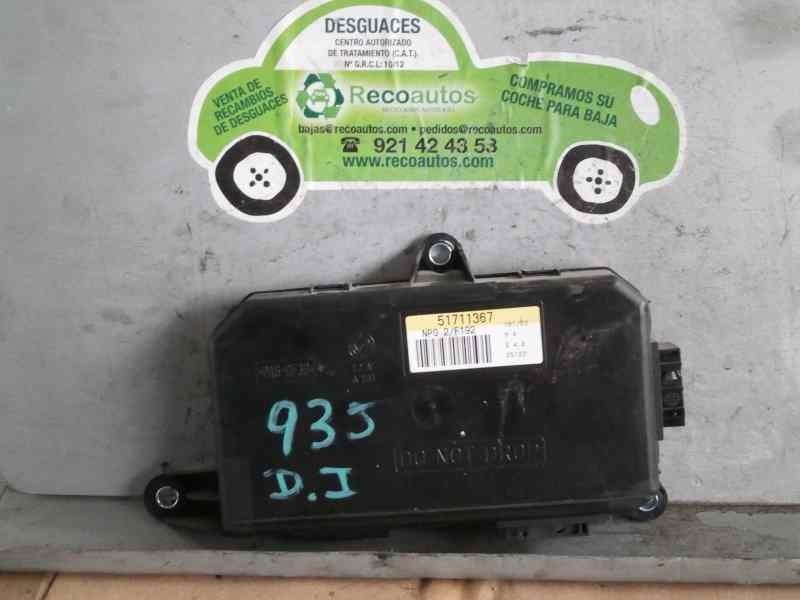 DESGUACES
CENTRO AUTORIZADO
DE TRATAMIENTO (C.A.T.)
Nº G.R.C.L: 10/12
VENTA DE
RECAMBIOS
DE DESGUACES
Recoautos
COMPRAMOS SU
COCHE PARA BAJA
bajas@recoautos.com • pedidos@recoautos.com
☎ 921 42 43 53
www.recoautos.com
51711367
NPG 2/F192
DO NOT DROP
935
D.I